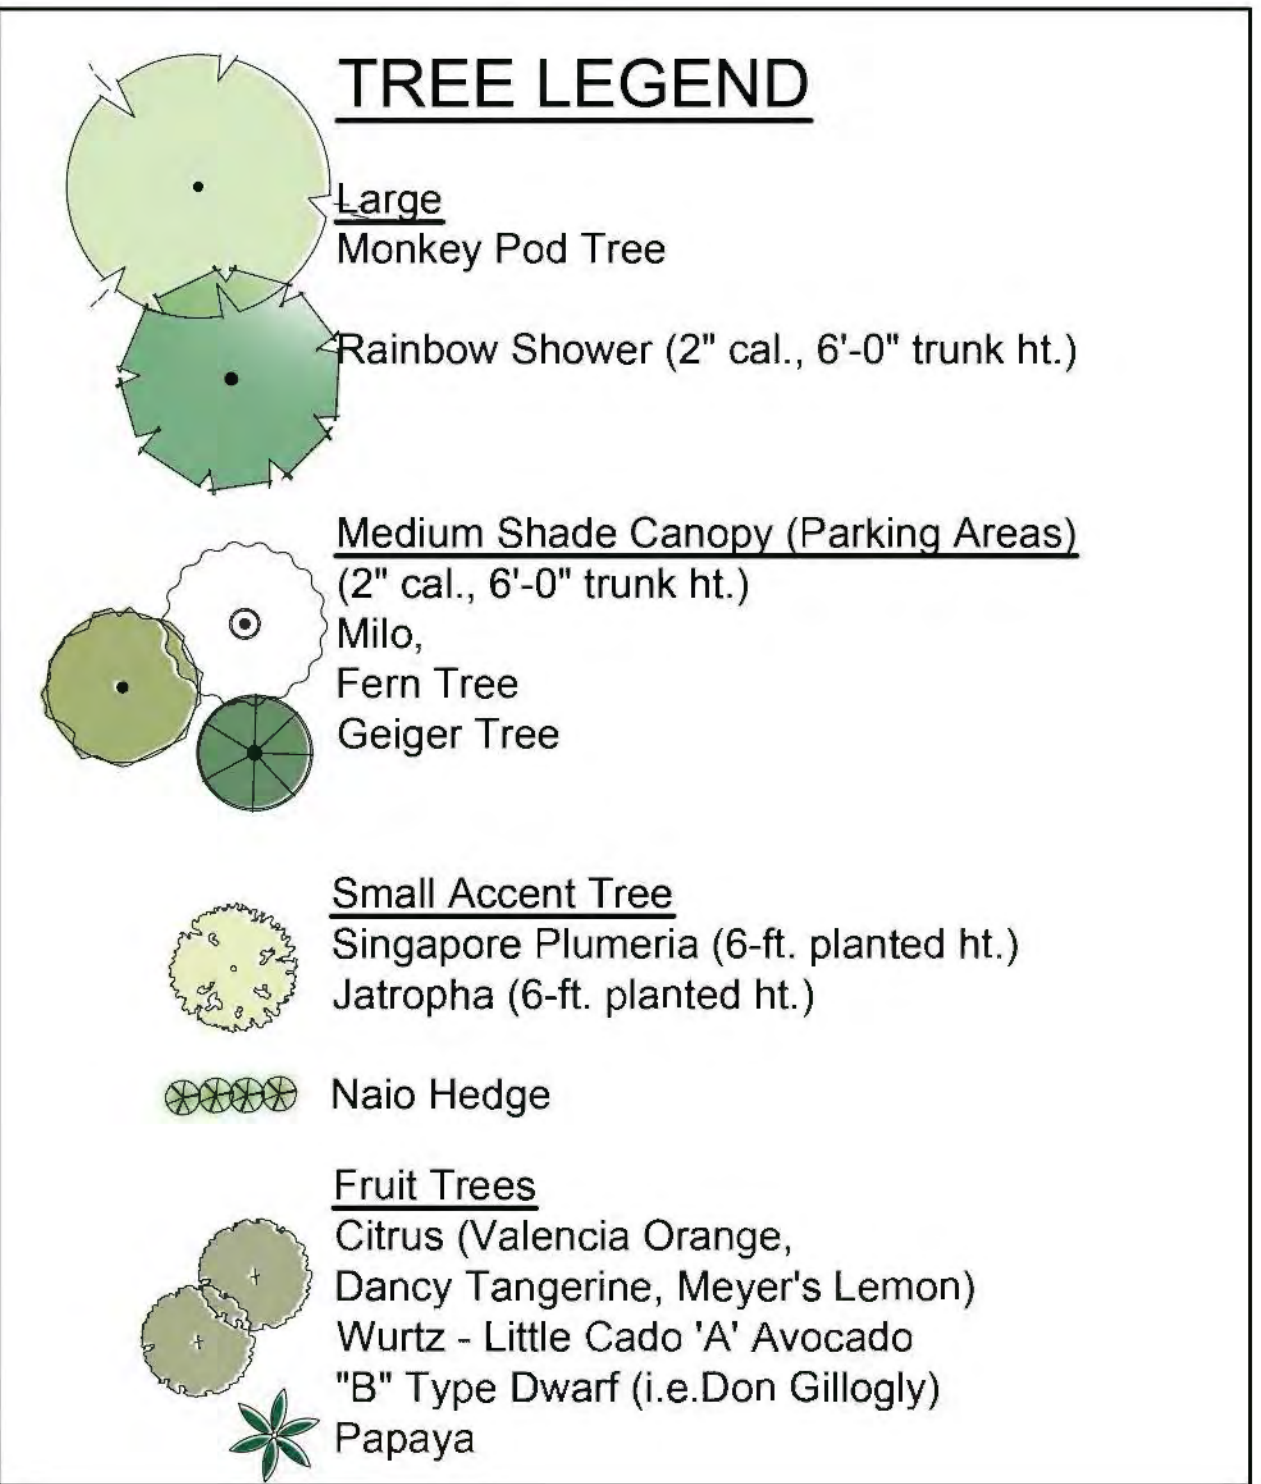 TREE LEGEND
Large
Monkey Pod Tree
Rainbow Shower (2" cal., 6'-0" trunk ht.)
Medium Shade Canopy (Parking Areas)
(2" cal., 6'-0" trunk ht.)
Milo,
Fern Tree
Geiger Tree
Small Accent Tree
Singapore Plumeria (6-ft. planted ht.)
Jatropha (6-ft. planted ht.)
Naio Hedge
Fruit Trees
Citrus (Valencia Orange,
Dancy Tangerine, Meyer's Lemon)
Wurtz - Little Cado 'A' Avocado
"B" Type Dwarf (i.e.Don Gillogly)
Papaya